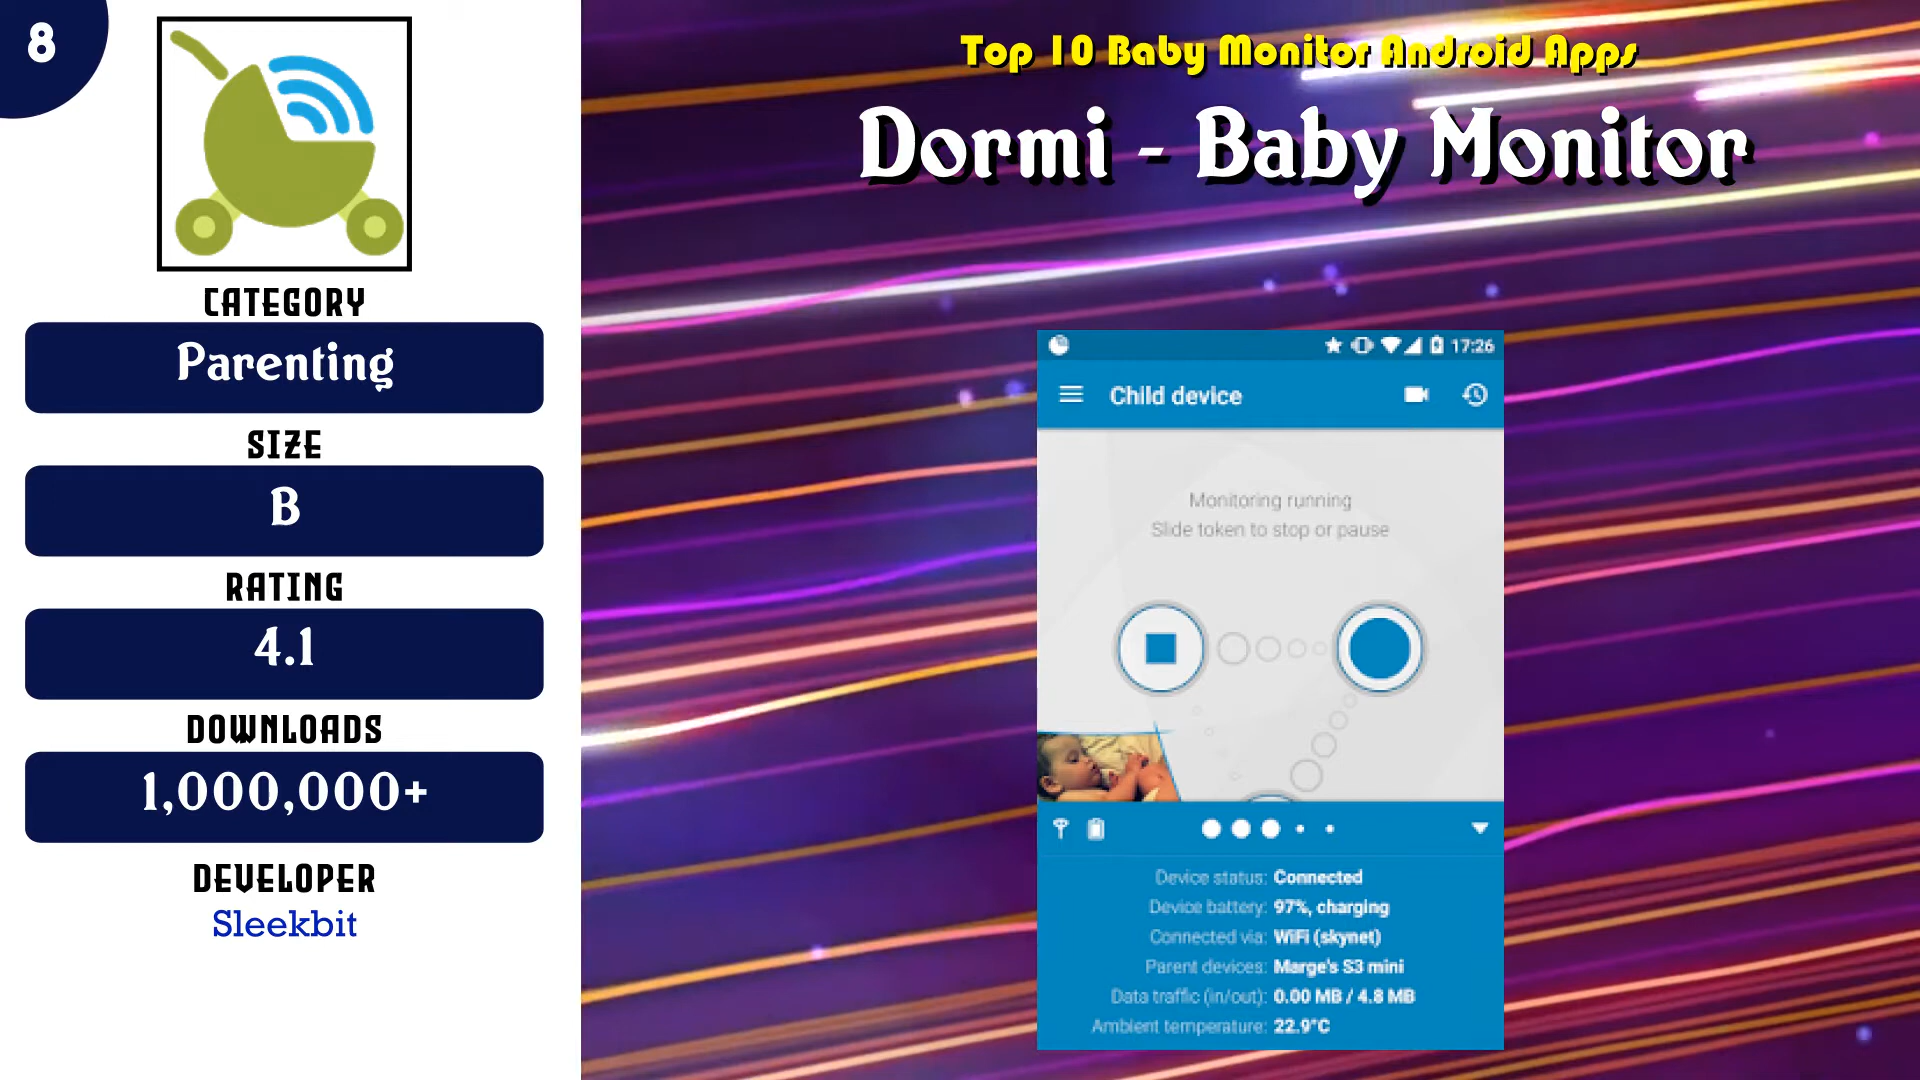 8
CATEGORY
Parenting
SIZE
B
RATING
4.1
DOWNLOADS
1,000,000+
DEVELOPER
Sleekbit
Top 10 Baby Monitor Android Apps
Dormi - Baby Monitor
17:26
Child device
Monitoring running
Slide token to stop or pause
Device status: Connected
Device battery: 97%, charging
Connected via: WiFi (skynet)
Parent devices: Marge's S3 mini
Data traffic (in/out): 0.00 MB / 4.8 MB
Ambient temperature: 22.9°C